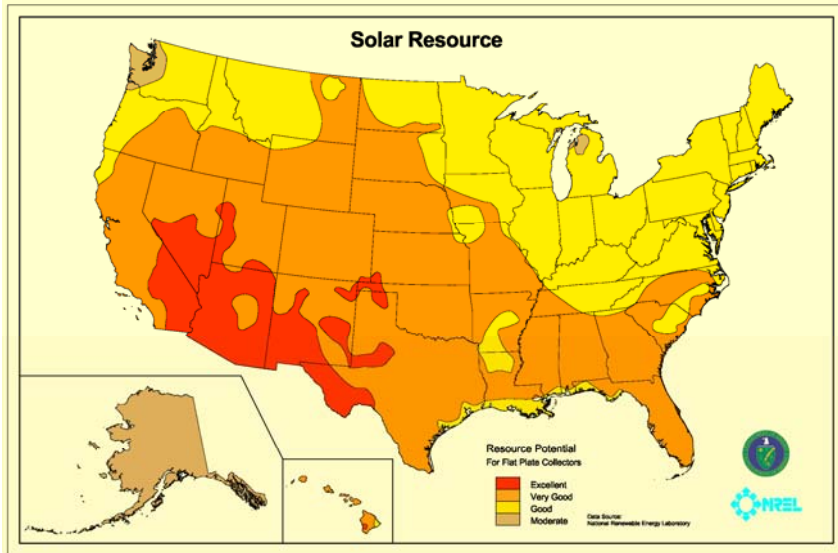 Solar Resource
Resource Potential
For Flat Plate Collectors
Excellent
Very Good
Good
Moderate
Data Source:
National Renewable Energy Laboratory
NREL